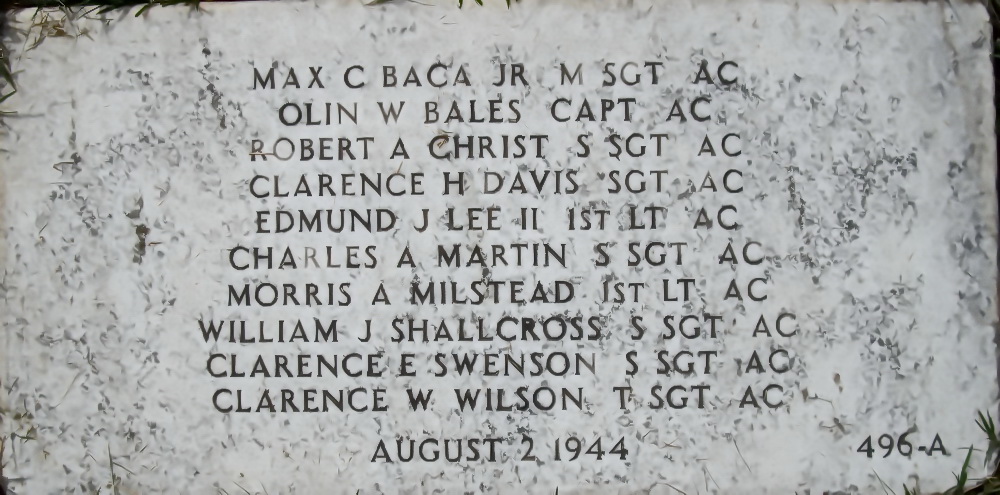 MAX C BACA JR M SGT AC
OLIN W BALES CAPT AC
ROBERT A CHRIST S SGT AC
CLARENCE H DAVIS SGT AC
EDMUND J LEE II 1ST LT AC
CHARLES A MARTIN S SGT AC
MORRIS A MILSTEAD 1ST LT AC
WILLIAM J SHALLCROSS S SGT AC
CLARENCE E SWENSON S SGT AC
CLARENCE W WILSON T SGT AC
AUGUST 2 1944 496-A